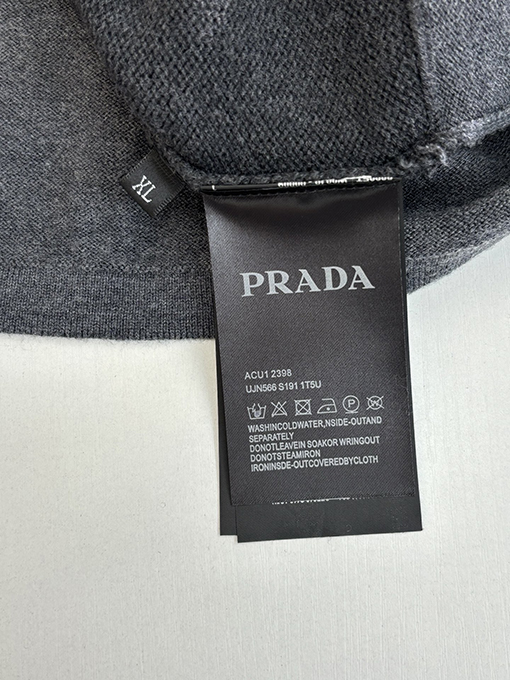 XL
PRADA
ACU1 2398
UJN566 S191 1T5U
WASHINCOLDWATER,NSIDE-OUTAND
SEPARATELY
DONOTLEAVEIN SOAKOR WRINGOUT
DONOTSTEAMIRON
IRONINSDE-OUTCOVEREDBYCLOTH